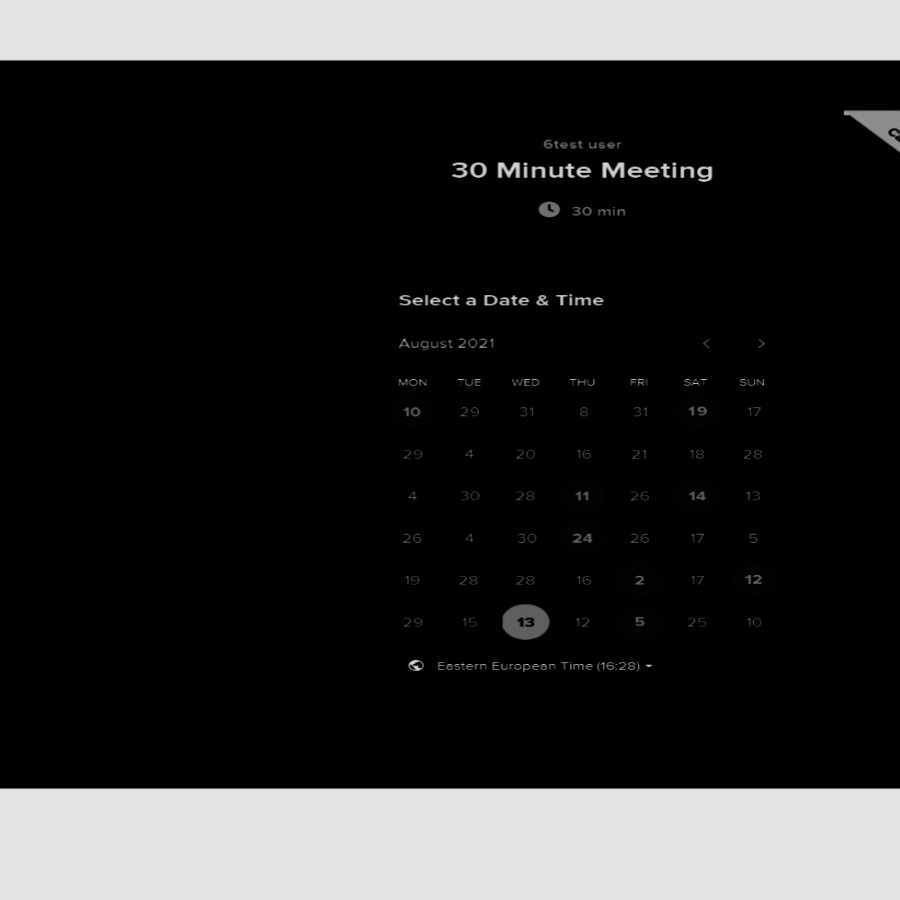 6test user
30 Minute Meeting
30 min
Select a Date & Time
August 2021
MON TUE WED THU FRI SAT SUN
10 29 31 8 31 19 17
29 4 20 16 21 18 28
4 30 28 11 26 14 13
26 4 30 24 26 17 5
19 28 28 16 2 17 12
29 15 13 12 5 25 10
Eastern European Time (16:28)